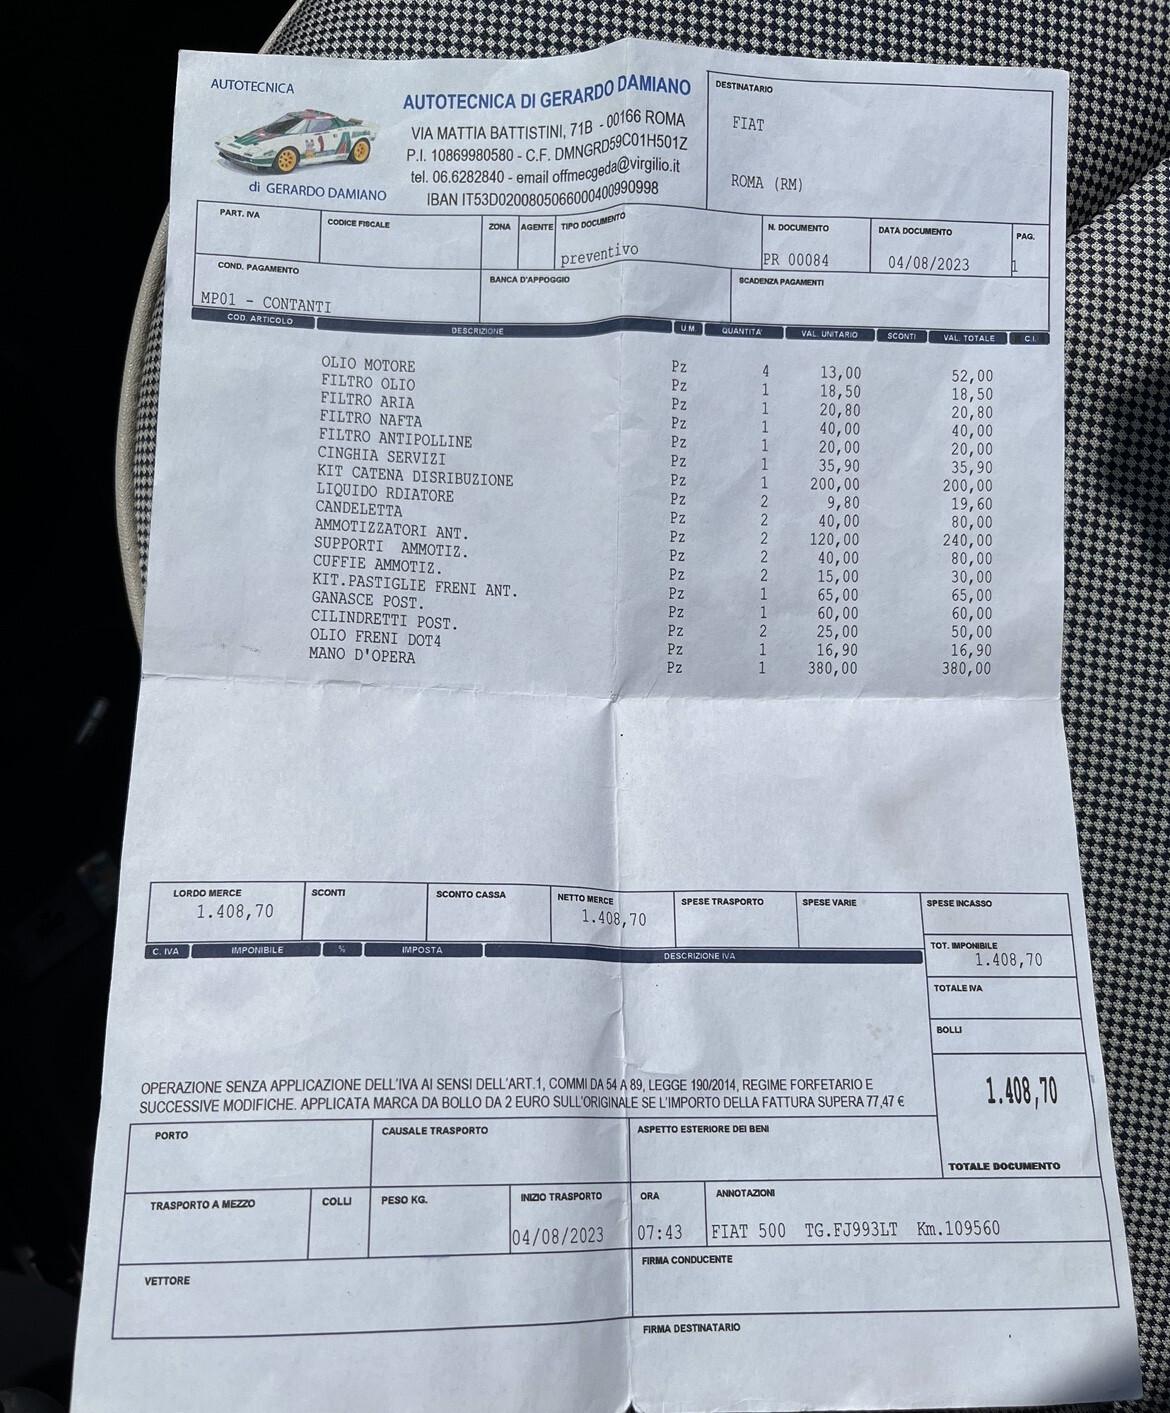 AUTOTECNICA
di GERARDO DAMIANO
AUTOTECNICA DI GERARDO DAMIANO
VIA MATTIA BATTISTINI, 71B - 00166 ROMA
P.I. 10869980580 - C.F. DMNGRD59C01H501Z
tel. 06.6282840 - email offmecgeda@virgilio.it
IBAN IT53D0200805066000400990998
DESTINATARIO
FIAT
ROMA (RM)
PART. IVA CODICE FISCALE ZONA AGENTE TIPO DOCUMENTO N. DOCUMENTO DATA DOCUMENTO PAG.
preventivo PR 00084 04/08/2023 1
COND. PAGAMENTO BANCA D'APPOGGIO SCADENZA PAGAMENTI
MP01 - CONTANTI
COD. ARTICOLO DESCRIZIONE U.M. QUANTITA' VAL. UNITARIO SCONTI VAL. TOTALE C.I.
OLIO MOTORE Pz 4 13,00 52,00
FILTRO OLIO Pz 1 18,50 18,50
FILTRO ARIA Pz 1 20,80 20,80
FILTRO NAFTA Pz 1 40,00 40,00
FILTRO ANTIPOLLINE Pz 1 20,00 20,00
CINGHIA SERVIZI Pz 1 35,90 35,90
KIT CATENA DISRIBUZIONE Pz 1 200,00 200,00
LIQUIDO RDIATORE Pz 2 9,80 19,60
CANDELETTA Pz 2 40,00 80,00
AMMOTIZZATORI ANT. Pz 2 120,00 240,00
SUPPORTI AMMOTIZ. Pz 2 40,00 80,00
CUFFIE AMMOTIZ. Pz 2 15,00 30,00
KIT.PASTIGLIE FRENI ANT. Pz 1 65,00 65,00
GANASCE POST. Pz 1 60,00 60,00
CILINDRETTI POST. Pz 2 25,00 50,00
OLIO FRENI DOT4 Pz 1 16,90 16,90
MANO D'OPERA Pz 1 380,00 380,00
LORDO MERCE SCONTI SCONTO CASSA NETTO MERCE SPESE TRASPORTO SPESE VARIE SPESE INCASSO
1.408,70 1.408,70
C. IVA IMPONIBILE % IMPOSTA DESCRIZIONE IVA
TOT. IMPONIBILE
1.408,70
TOTALE IVA
BOLLI
1.408,70
TOTALE DOCUMENTO
OPERAZIONE SENZA APPLICAZIONE DELL'IVA AI SENSI DELL'ART.1, COMMI DA 54 A 89, LEGGE 190/2014, REGIME FORFETARIO E
SUCCESSIVE MODIFICHE. APPLICATA MARCA DA BOLLO DA 2 EURO SULL'ORIGINALE SE L'IMPORTO DELLA FATTURA SUPERA 77,47 €
PORTO CAUSALE TRASPORTO ASPETTO ESTERIORE DEI BENI
TRASPORTO A MEZZO COLLI PESO KG. INIZIO TRASPORTO ORA ANNOTAZIONI
04/08/2023 07:43 FIAT 500 TG.FJ993LT Km.109560
VETTORE FIRMA CONDUCENTE
FIRMA DESTINATARIO